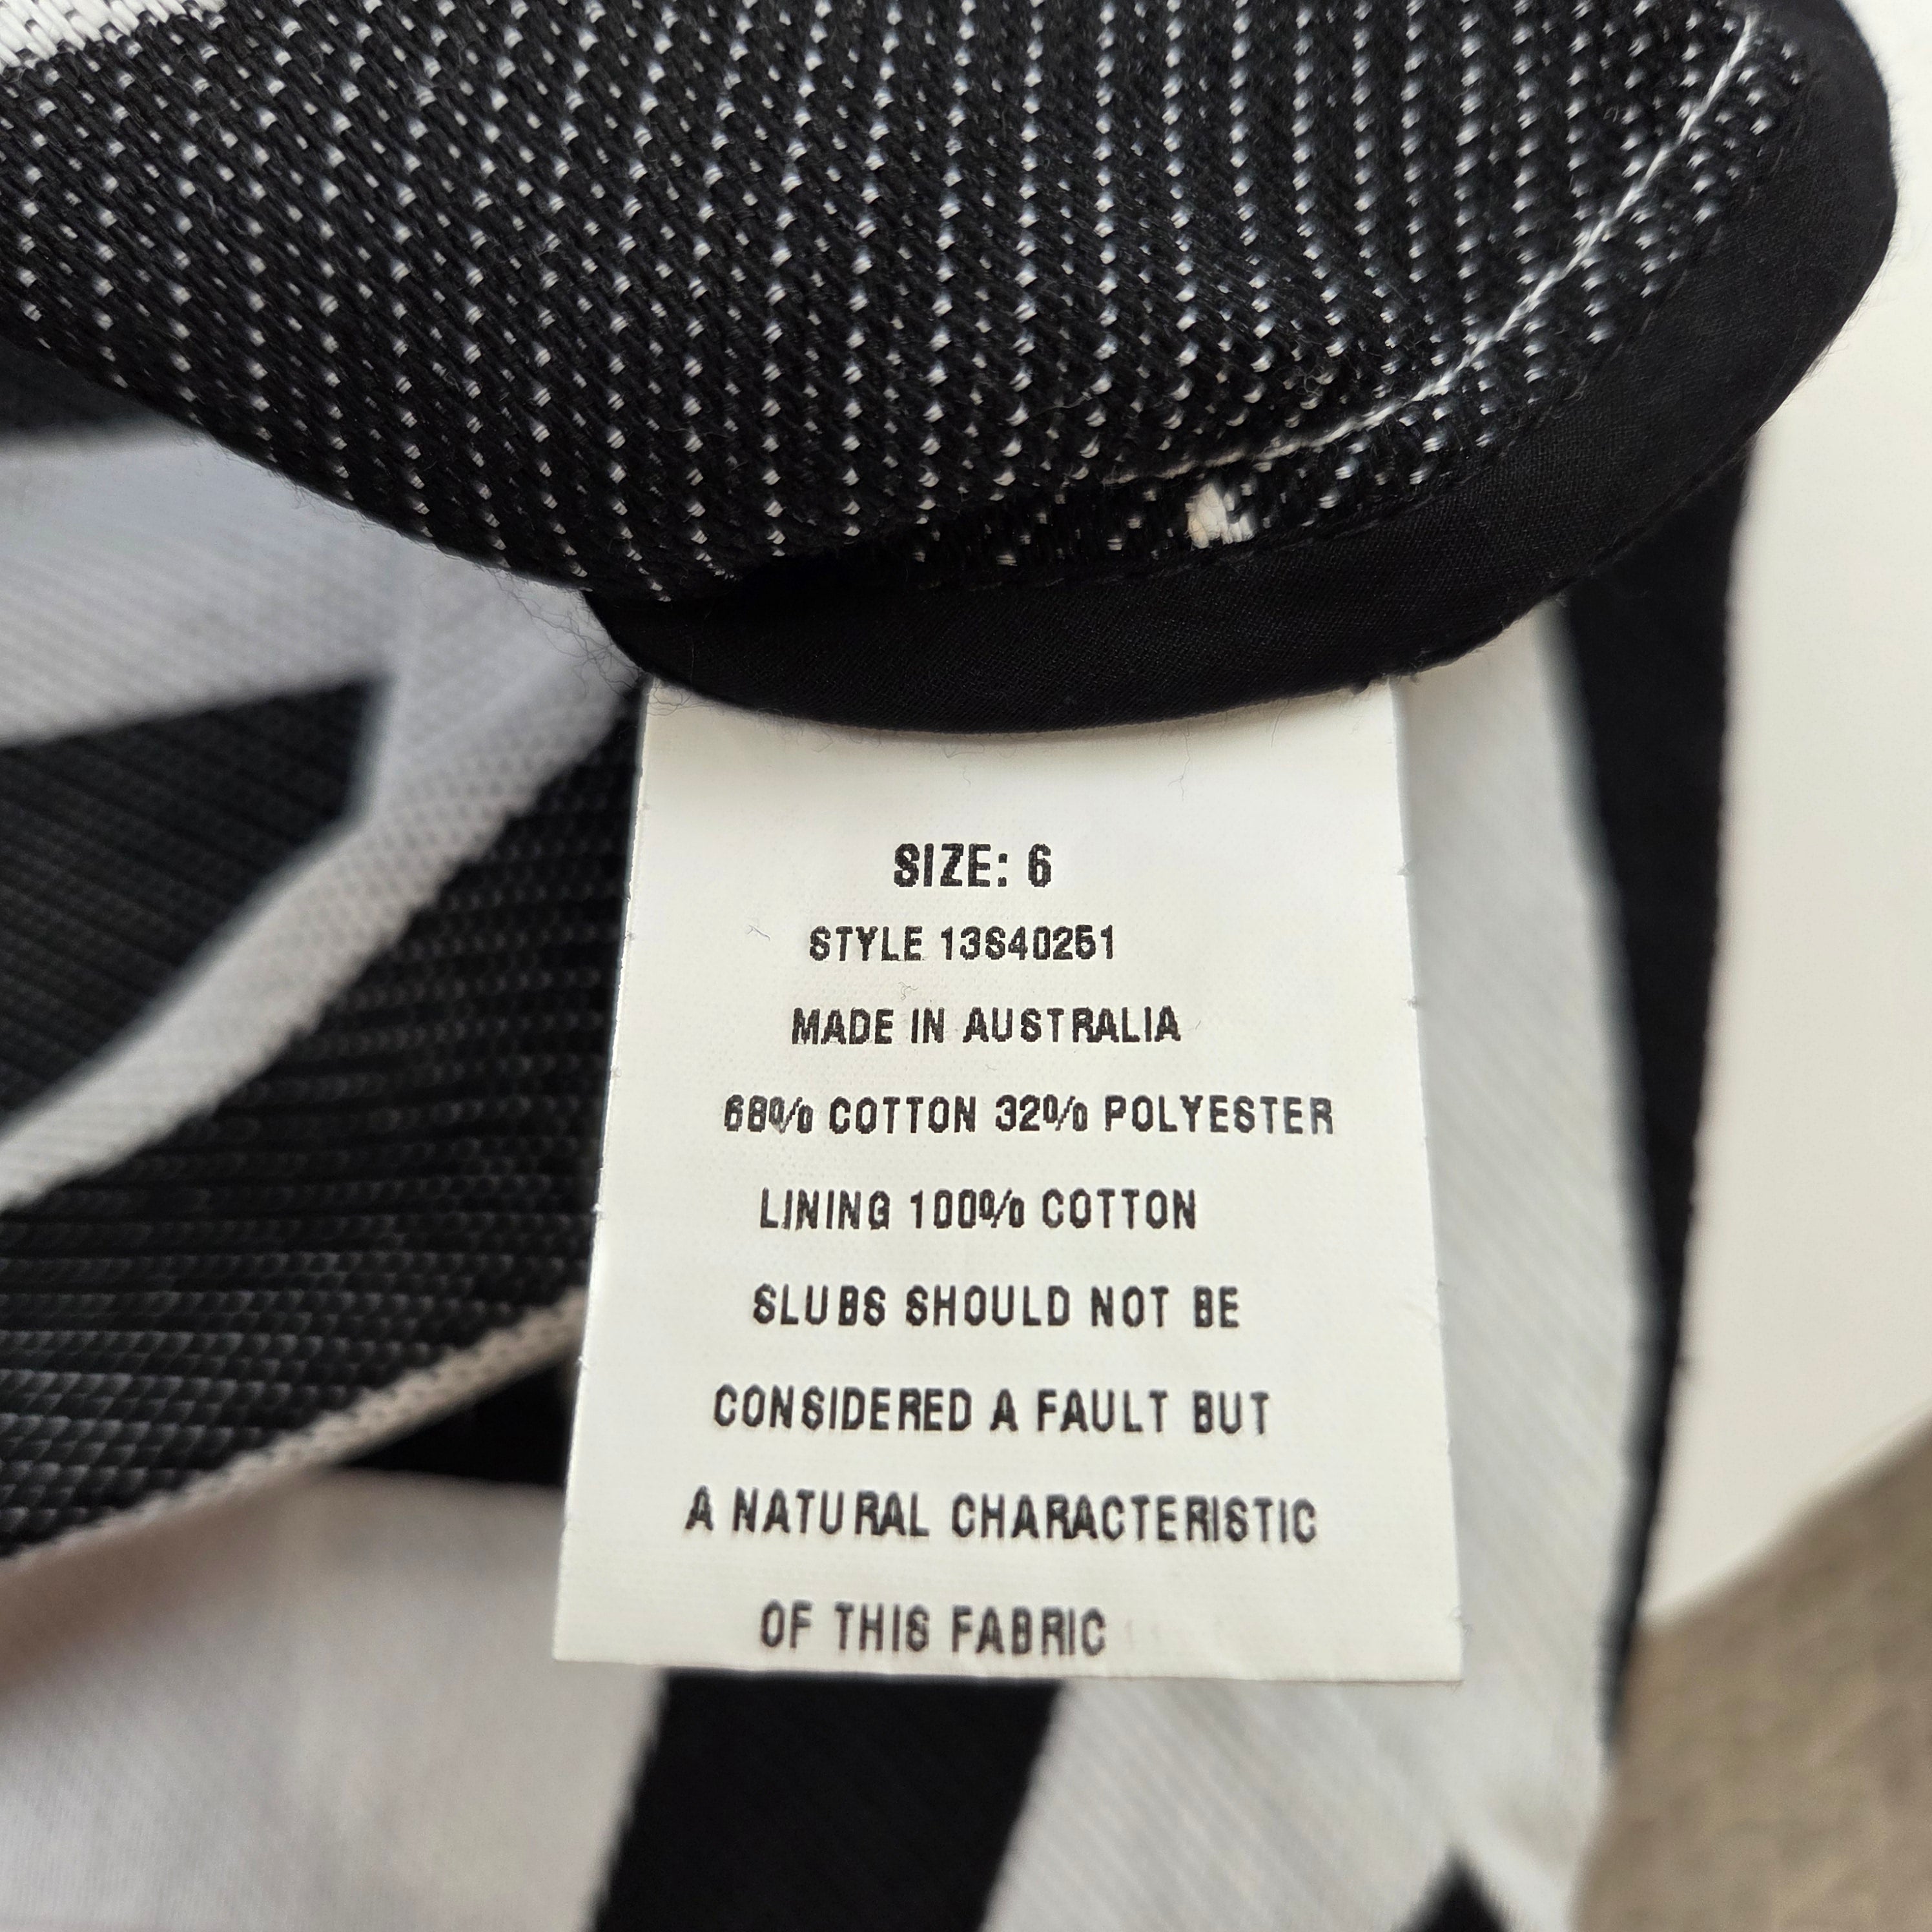 SIZE: 6
STYLE 13S40251
MADE IN AUSTRALIA
68% COTTON 32% POLYESTER
LINING 100% COTTON
SLUBS SHOULD NOT BE
CONSIDERED A FAULT BUT
A NATURAL CHARACTERISTIC
OF THIS FABRIC